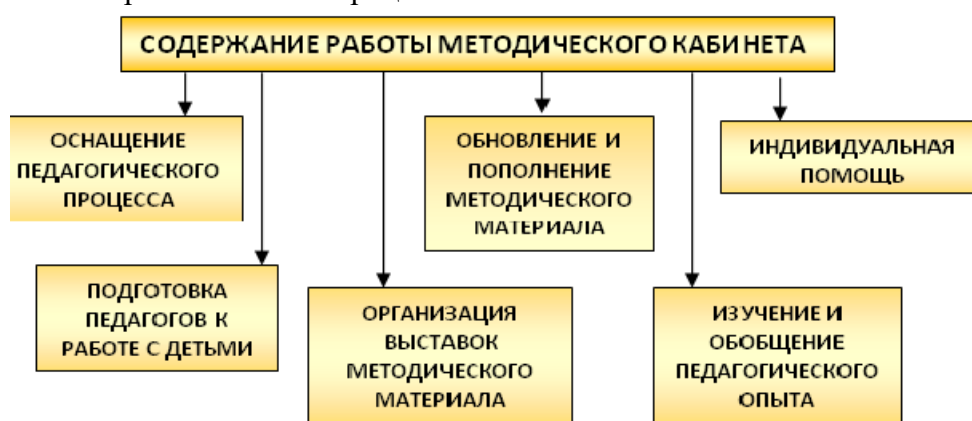 СОДЕРЖАНИЕ РАБОТЫ МЕТОДИЧЕСКОГО КАБИНЕТА
ОСНАЩЕНИЕ
ПЕДАГОГИЧЕСКОГО
ПРОЦЕССА
ОБНОВЛЕНИЕ И
ПОПОЛНЕНИЕ
МЕТОДИЧЕСКОГО
МАТЕРИАЛА
ИНДИВИДУАЛЬНАЯ
ПОМОЩЬ
ПОДГОТОВКА
ПЕДАГОГОВ К
РАБОТЕ С ДЕТЬМИ
ОРГАНИЗАЦИЯ
ВЫСТАВОК
МЕТОДИЧЕСКОГО
МАТЕРИАЛА
ИЗУЧЕНИЕ И
ОБОБЩЕНИЕ
ПЕДАГОГИЧЕСКОГО
ОПЫТА